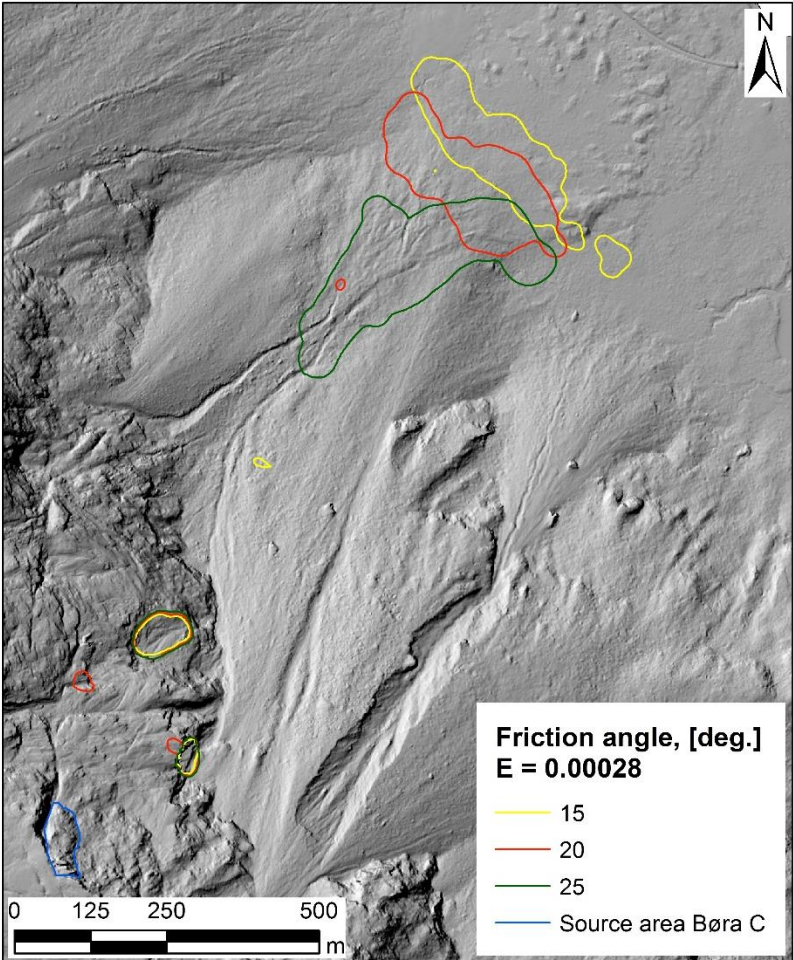 N
Friction angle, [deg.]
E = 0.00028
15
20
25
Source area Børa C
0 125 250 500
m